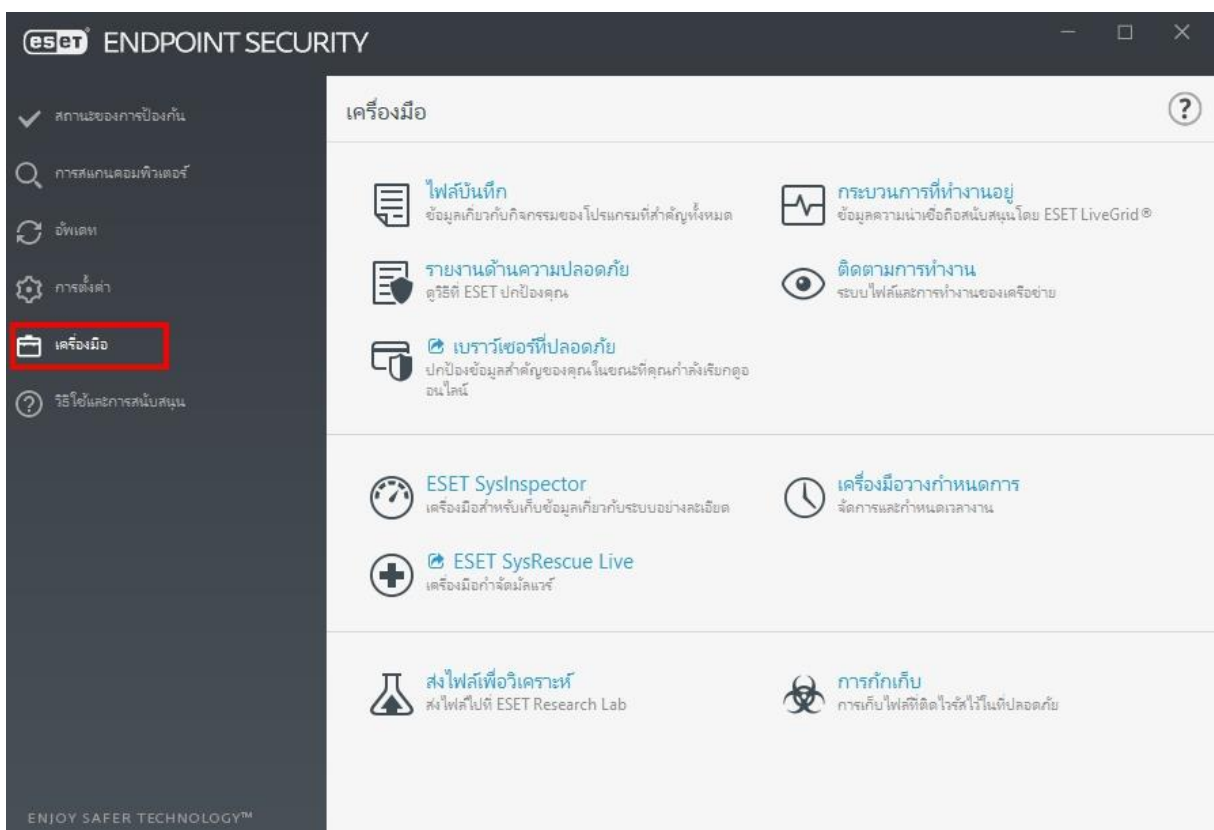 eset ENDPOINT SECURITY
สถานะของการป้องกัน
การสแกนคอมพิวเตอร์
อัพเดท
การตั้งค่า
เครื่องมือ
วิธีใช้และการสนับสนุน
ENJOY SAFER TECHNOLOGY™
เครื่องมือ
?
ไฟล์บันทึก
ข้อมูลเกี่ยวกับกิจกรรมของโปรแกรมที่สำคัญทั้งหมด
กระบวนการที่ทำงานอยู่
ข้อมูลความน่าเชื่อถือสนับสนุนโดย ESET LiveGrid®
รายงานด้านความปลอดภัย
ดูวิธีที่ ESET ปกป้องคุณ
ติดตามการทำงาน
ระบบไฟล์และการทำงานของเครือข่าย
เบราว์เซอร์ที่ปลอดภัย
ปกป้องข้อมูลสำคัญของคุณในขณะที่คุณกำลังเรียกดูอ
อนไลน์
ESET SysInspector
เครื่องมือสำหรับเก็บข้อมูลเกี่ยวกับระบบอย่างละเอียด
เครื่องมือวางกำหนดการ
จัดการและกำหนดเวลางาน
ESET SysRescue Live
เครื่องมือกำจัดมัลแวร์
ส่งไฟล์เพื่อวิเคราะห์
ส่งไฟล์ไปที่ ESET Research Lab
การกักเก็บ
การเก็บไฟล์ที่ติดไวรัสไว้ในที่ปลอดภัย